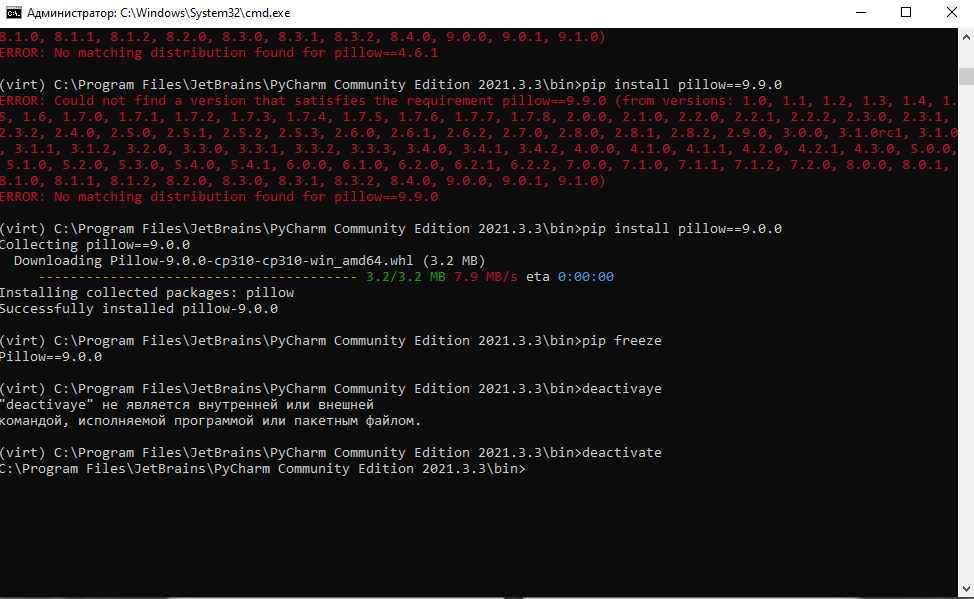 Администратор: C:\Windows\System32\cmd.exe
8.1.0, 8.1.1, 8.1.2, 8.2.0, 8.3.0, 8.3.1, 8.3.2, 8.4.0, 9.0.0, 9.0.1, 9.1.0)
ERROR: No matching distribution found for pillow==4.6.1
(virt) C:\Program Files\JetBrains\PyCharm Community Edition 2021.3.3\bin>pip install pillow==9.9.0
ERROR: Could not find a version that satisfies the requirement pillow==9.9.0 (from versions: 1.0, 1.1, 1.2, 1.3, 1.4, 1.
5, 1.6, 1.7.0, 1.7.1, 1.7.2, 1.7.3, 1.7.4, 1.7.5, 1.7.6, 1.7.7, 1.7.8, 2.0.0, 2.1.0, 2.2.0, 2.2.1, 2.2.2, 2.3.0, 2.3.1,
2.3.2, 2.4.0, 2.5.0, 2.5.1, 2.5.2, 2.5.3, 2.6.0, 2.6.1, 2.6.2, 2.7.0, 2.8.0, 2.8.1, 2.8.2, 2.9.0, 3.0.0, 3.1.0rc1, 3.1.0
, 3.1.1, 3.1.2, 3.2.0, 3.3.0, 3.3.1, 3.3.2, 3.3.3, 3.4.0, 3.4.1, 3.4.2, 4.0.0, 4.1.0, 4.1.1, 4.2.0, 4.2.1, 4.3.0, 5.0.0,
5.1.0, 5.2.0, 5.3.0, 5.4.0, 5.4.1, 6.0.0, 6.1.0, 6.2.0, 6.2.1, 6.2.2, 7.0.0, 7.1.0, 7.1.1, 7.1.2, 7.2.0, 8.0.0, 8.0.1,
8.1.0, 8.1.1, 8.1.2, 8.2.0, 8.3.0, 8.3.1, 8.3.2, 8.4.0, 9.0.0, 9.0.1, 9.1.0)
ERROR: No matching distribution found for pillow==9.9.0
(virt) C:\Program Files\JetBrains\PyCharm Community Edition 2021.3.3\bin>pip install pillow==9.0.0
Collecting pillow==9.0.0
Downloading Pillow-9.0.0-cp310-cp310-win_amd64.whl (3.2 MB)
---------------------------------------- 3.2/3.2 MB 7.9 MB/s eta 0:00:00
Installing collected packages: pillow
Successfully installed pillow-9.0.0
(virt) C:\Program Files\JetBrains\PyCharm Community Edition 2021.3.3\bin>pip freeze
Pillow==9.0.0
(virt) C:\Program Files\JetBrains\PyCharm Community Edition 2021.3.3\bin>deactivaye
"deactivaye" не является внутренней или внешней
командой, исполняемой программой или пакетным файлом.
(virt) C:\Program Files\JetBrains\PyCharm Community Edition 2021.3.3\bin>deactivate
C:\Program Files\JetBrains\PyCharm Community Edition 2021.3.3\bin>